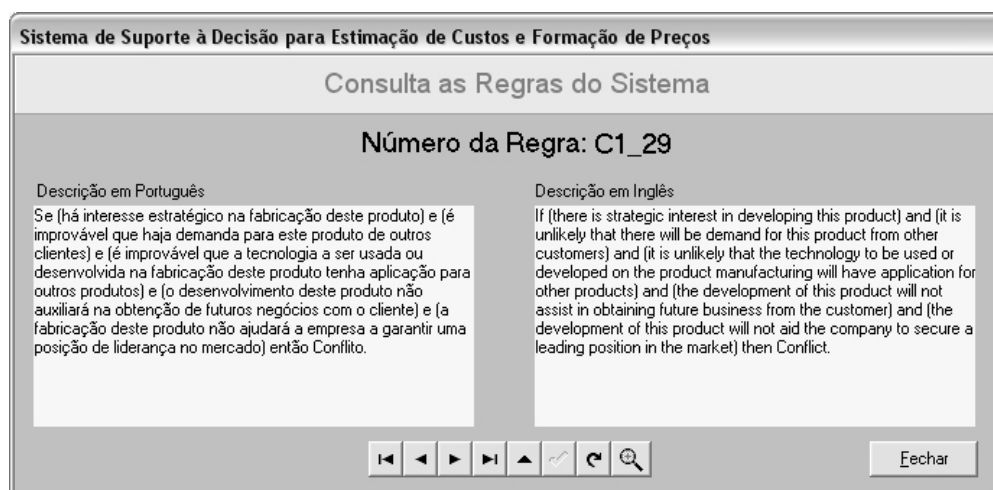 Sistema de Suporte à Decisão para Estimação de Custos e Formação de Preços
Consulta as Regras do Sistema
Número da Regra: C1_29
Descrição em Português
Se (há interesse estratégico na fabricação deste produto) e (é
improvável que haja demanda para este produto de outros
clientes) e (é improvável que a tecnologia a ser usada ou
desenvolvida na fabricação deste produto tenha aplicação para
outros produtos) e (o desenvolvimento deste produto não
auxiliará na obtenção de futuros negócios com o cliente) e (a
fabricação deste produto não ajudará a empresa a garantir uma
posição de liderança no mercado) então Conflito.
Descrição em Inglês
If (there is strategic interest in developing this product) and (it is
unlikely that there will be demand for this product from other
customers) and (it is unlikely that the technology to be used or
developed on the product manufacturing will have application for
other products) and (the development of this product will not
assist in obtaining future business from the customer) and (the
development of this product will not aid the company to secure a
leading position in the market) then Conflict.
Fechar